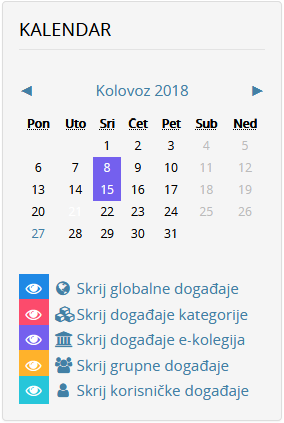 KALENDAR
◄ Kolovoz 2018 ►
Pon Uto Sri Čet Pet Sub Ned
1 2 3 4 5
6 7 8 9 10 11 12
13 14 15 16 17 18 19
20 21 22 23 24 25 26
27 28 29 30 31
Skrij globalne događaje
Skrij događaje kategorije
Skrij događaje e-kolegija
Skrij grupne događaje
Skrij korisničke događaje